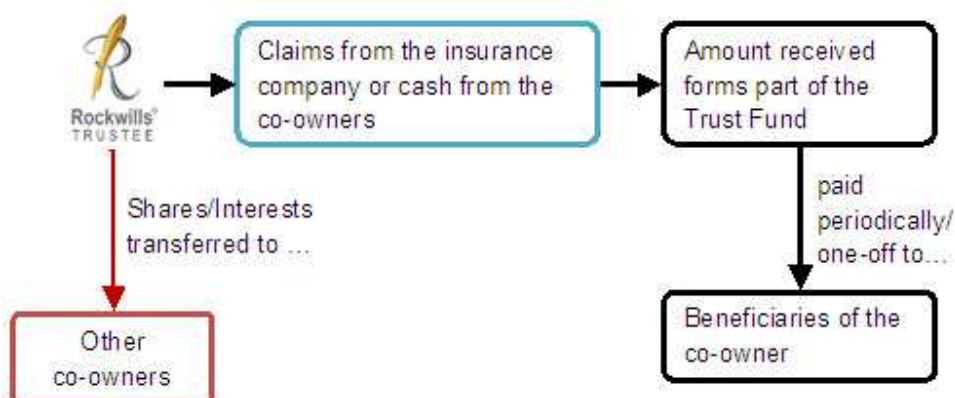 Rockwills®
TRUSTEE
Claims from the insurance
company or cash from the
co-owners
Amount received
forms part of the
Trust Fund
Shares/Interests
transferred to ...
paid
periodically/
one-off to...
Other
co-owners
Beneficiaries of the
co-owner